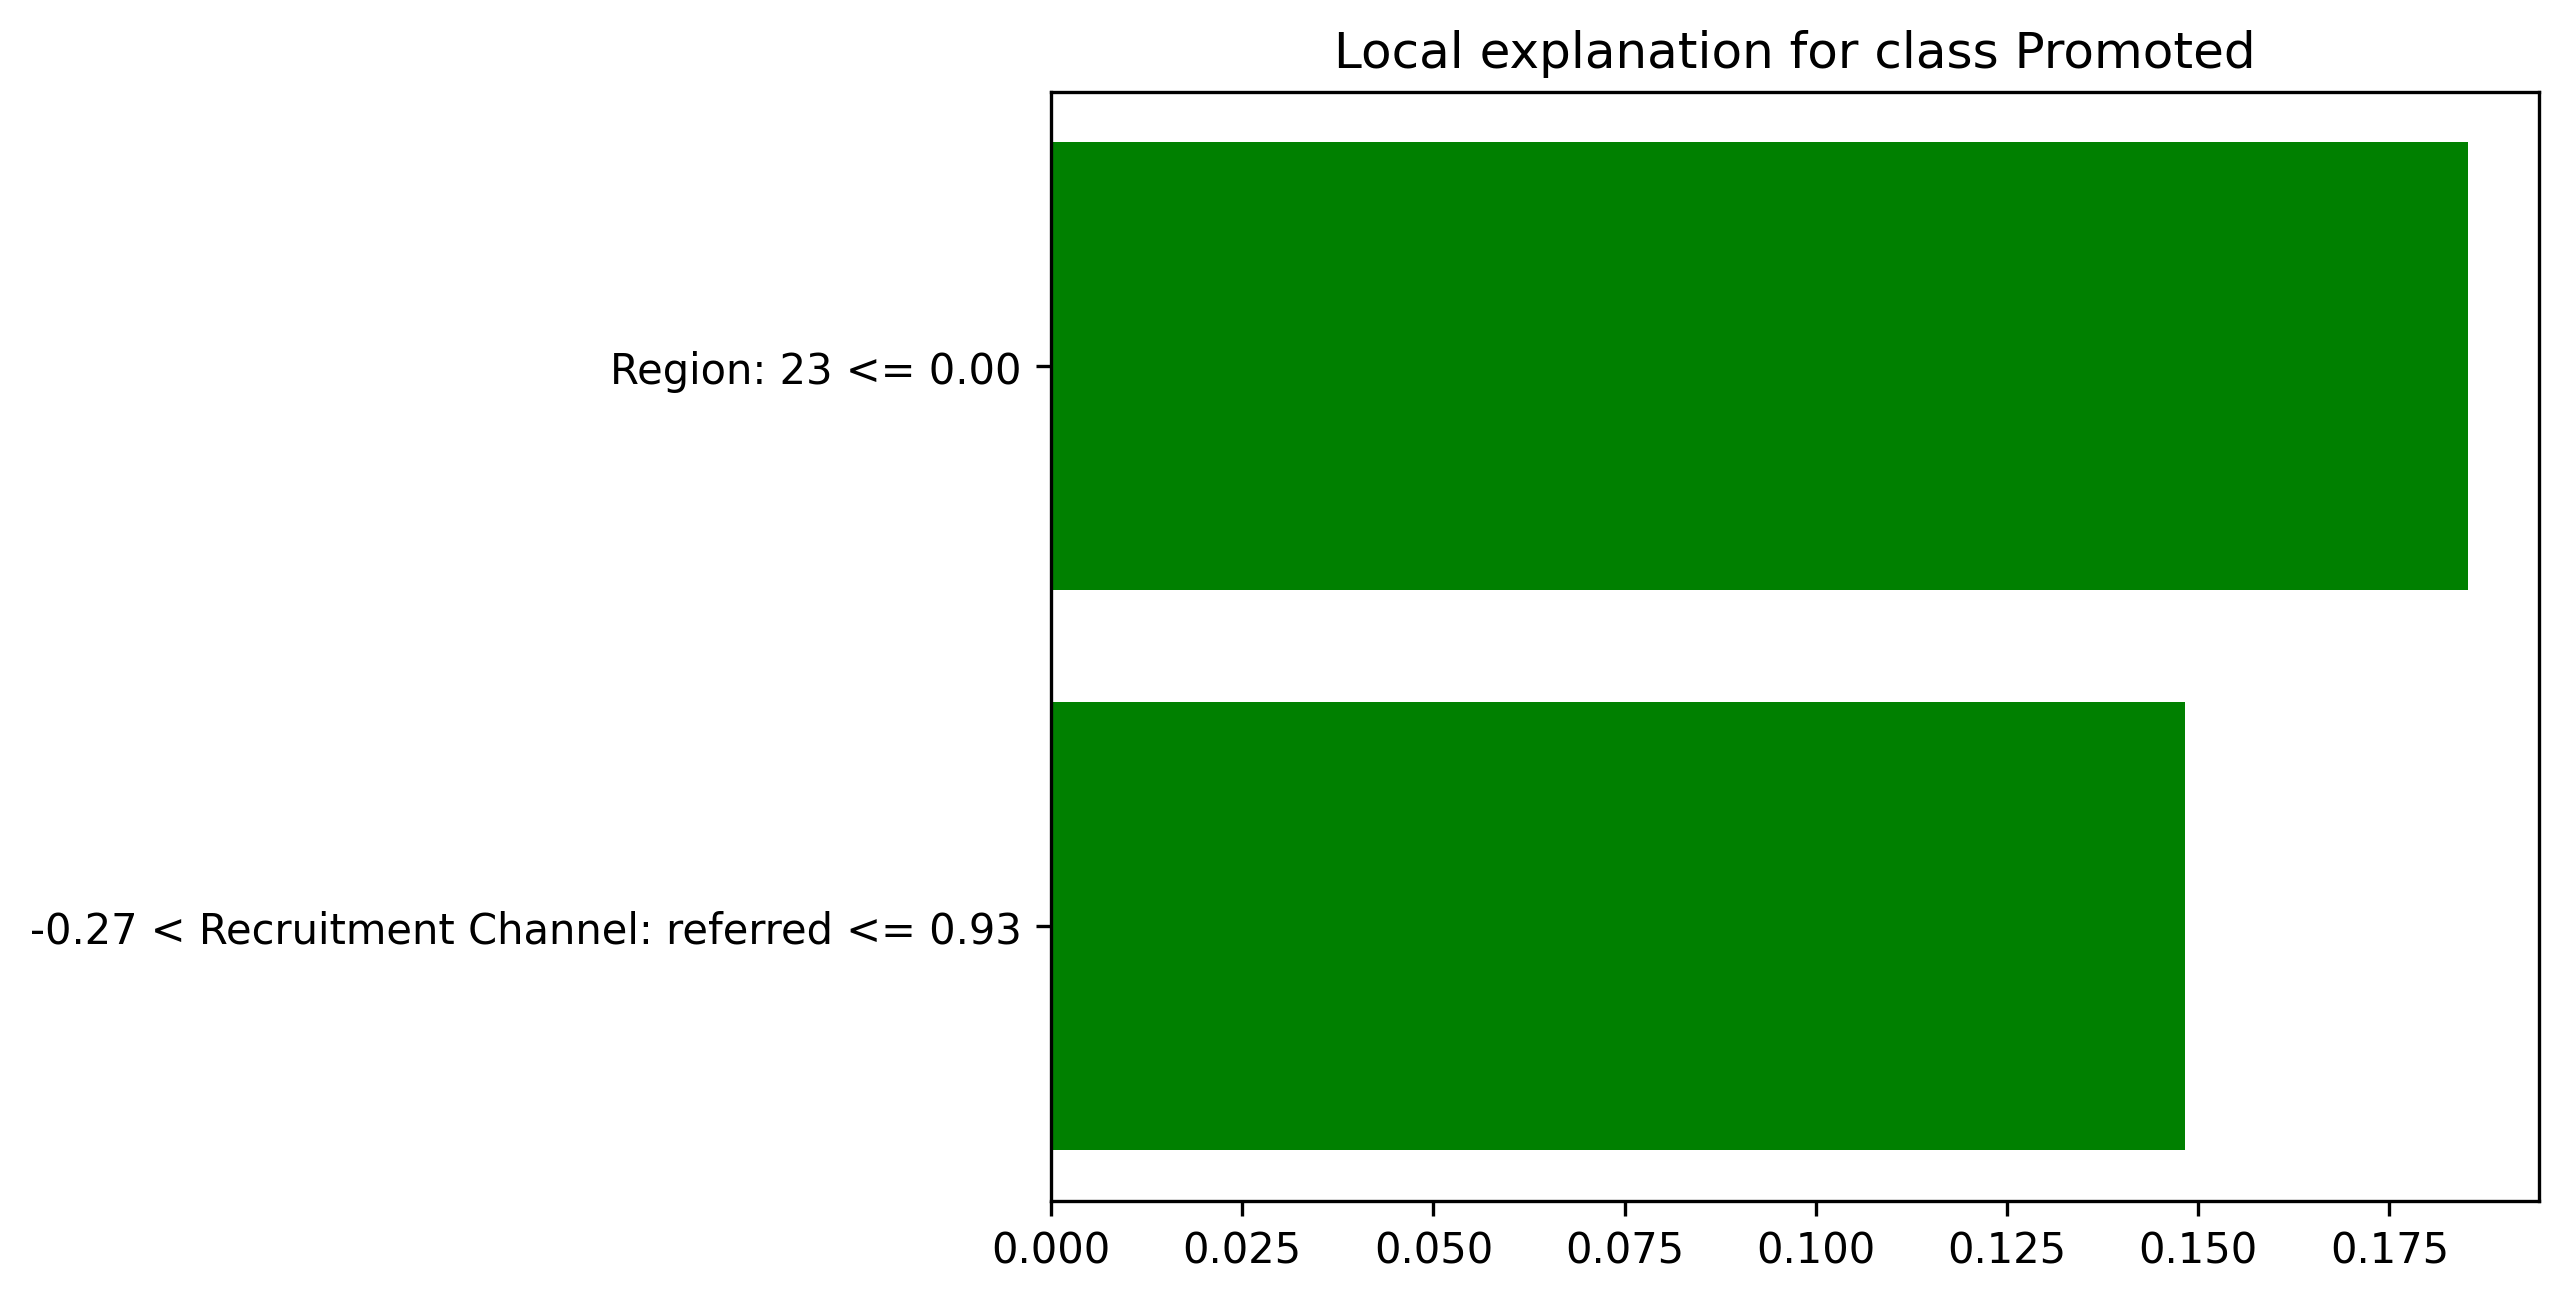 Local explanation for class Promoted
Region: 23 <= 0.00
-0.27 < Recruitment Channel: referred <= 0.93
0.000 0.025 0.050 0.075 0.100 0.125 0.150 0.175